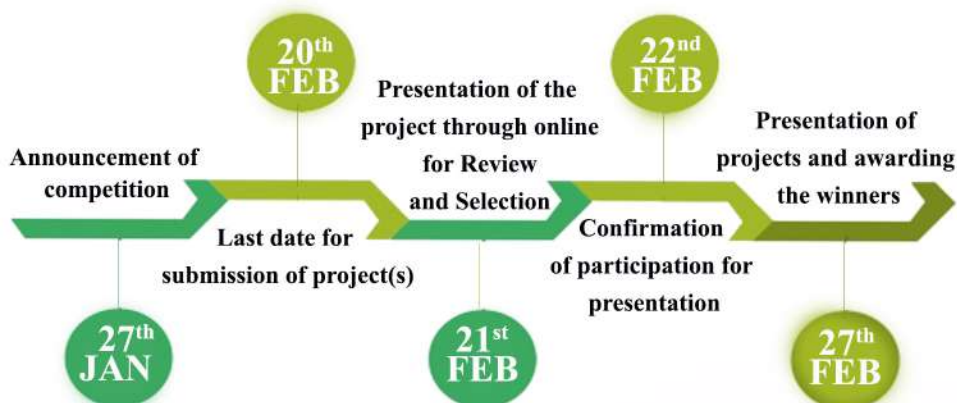 27th
JAN
Announcement of
competition
20th
FEB
Last date for
submission of project(s)
21st
FEB
Presentation of the
project through online
for Review
and Selection
22nd
FEB
Confirmation
of participation for
presentation
27th
FEB
Presentation of
projects and awarding
the winners